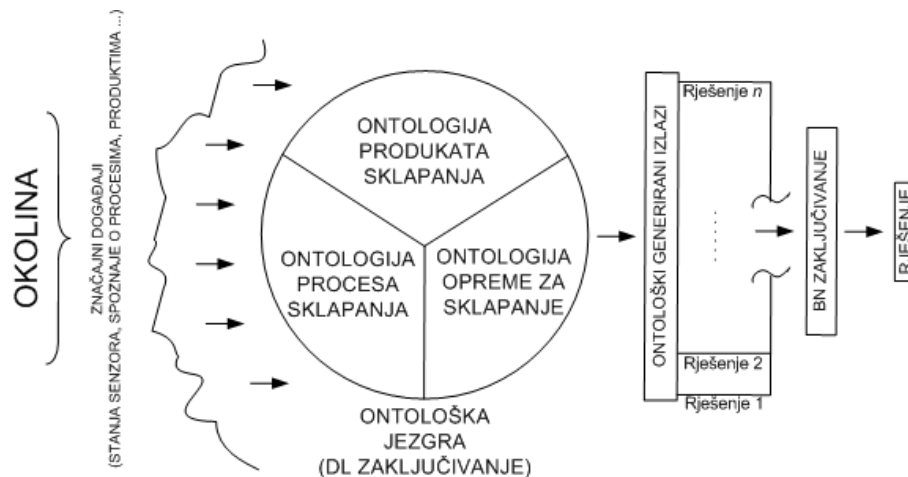 OKOLINA
ZNAČAJNI DOGAĐAJI
(STANJA SENZORA, SPOZNAJE O PROCESIMA, PRODUKTIMA ...)
ONTOLOGIJA
PRODUKATA
SKLAPANJA
ONTOLOGIJA
PROCESA
SKLAPANJA
ONTOLOGIJA
OPREME ZA
SKLAPANJE
ONTOLOŠKA
JEZGRA
(DL ZAKLJUČIVANJE)
ONTOLOŠKI GENERIRANI IZLAZI
Rješenje n
Rješenje 2
Rješenje 1
BN ZAKLJUČIVANJE
RJEŠENJE